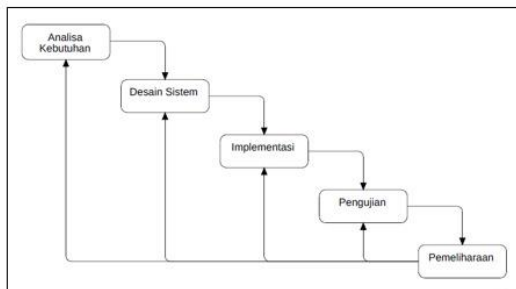 Analisa
Kebutuhan
Desain Sistem
Implementasi
Pengujian
Pemeliharaan